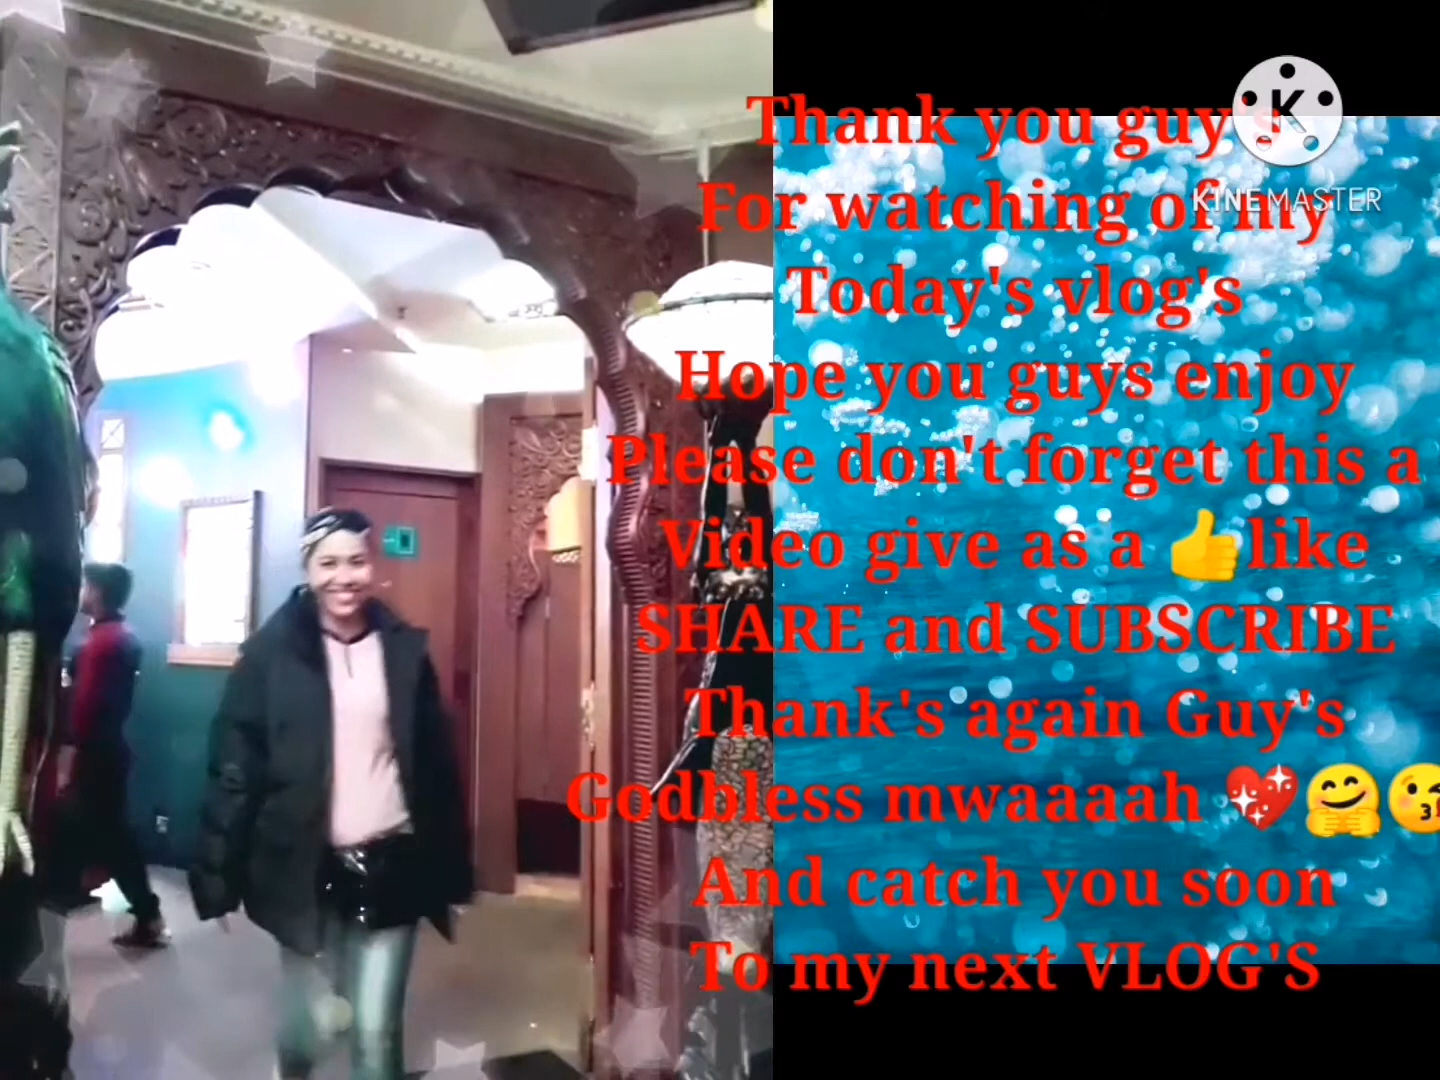 Thank you guy's
For watching of my
Today's vlog's
Hope you guys enjoy
Please don't forget this a
Video give as a 👍like
SHARE and SUBSCRIBE
Thank's again Guy's
Godbless mwaaaah 💖🤗😘
And catch you soon
To my next VLOG'S
K
KINEMASTER